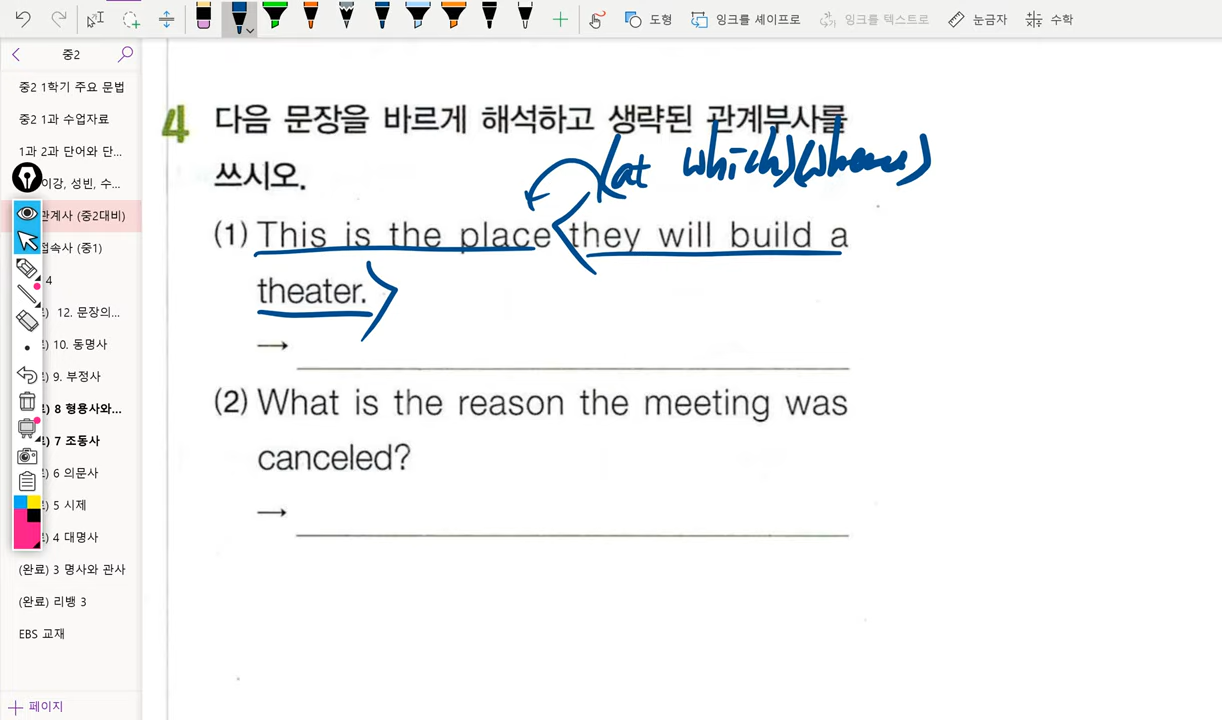 도형
잉크를 셰이프로
잉크를 텍스트로
눈금자
수학
중2
중2 1학기 주요 문법
중2 1과 수업자료
1과 2과 단어와 단...
이강, 성빈, 수...
관계사 (중2대비)
접속사 (중1)
4
) 12. 문장의...
) 10. 동명사
) 9. 부정사
) 8 형용사와...
) 7 조동사
) 6 의문사
) 5 시제
) 4 대명사
(완료) 3 명사와 관사
(완료) 리뱅 3
EBS 교재
페이지
4 다음 문장을 바르게 해석하고 생략된 관계부사를
쓰시오.
(at which)(where)
(1) This is the place they will build a
theater.
→
(2) What is the reason the meeting was
canceled?
→